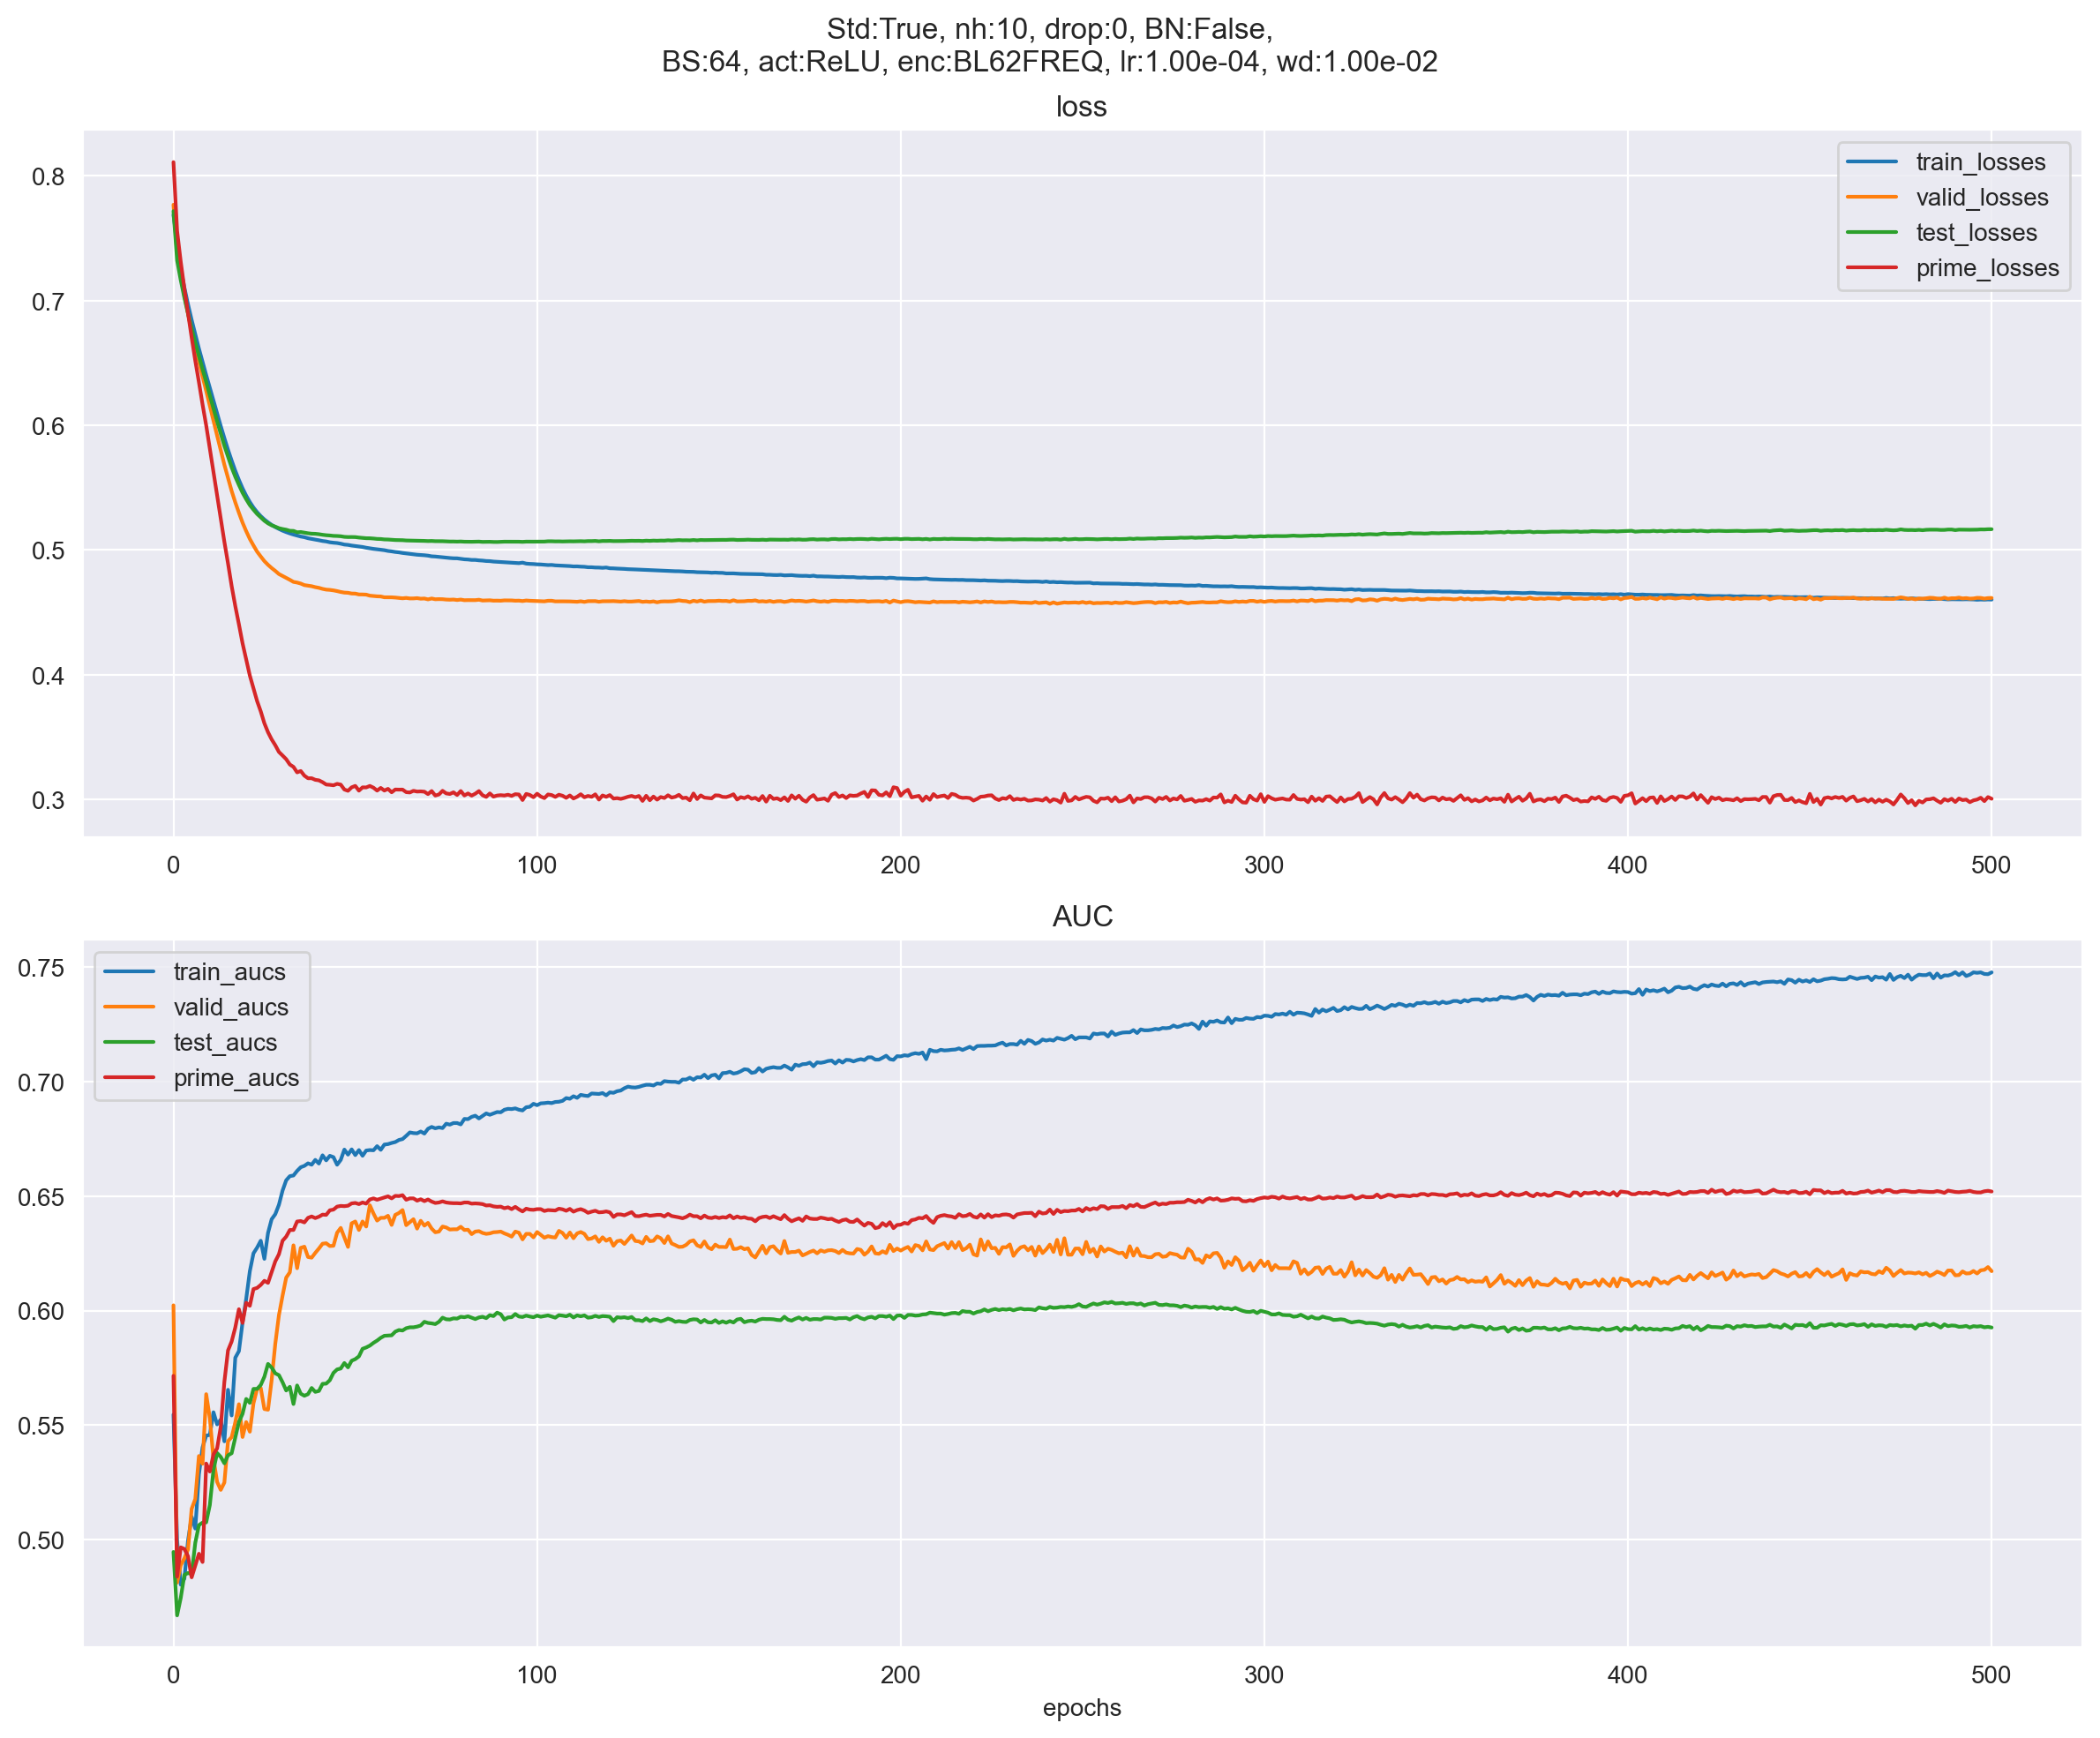 Std:True, nh:10, drop:0, BN:False,
BS:64, act:ReLU, enc:BL62FREQ, lr:1.00e-04, wd:1.00e-02
loss
0.8
0.7
0.6
0.5
0.4
0.3
train_losses
valid_losses
test_losses
prime_losses
0 100 200 300 400 500
AUC
0.75
0.70
0.65
0.60
0.55
0.50
train_aucs
valid_aucs
test_aucs
prime_aucs
0 100 200 300 400 500
epochs